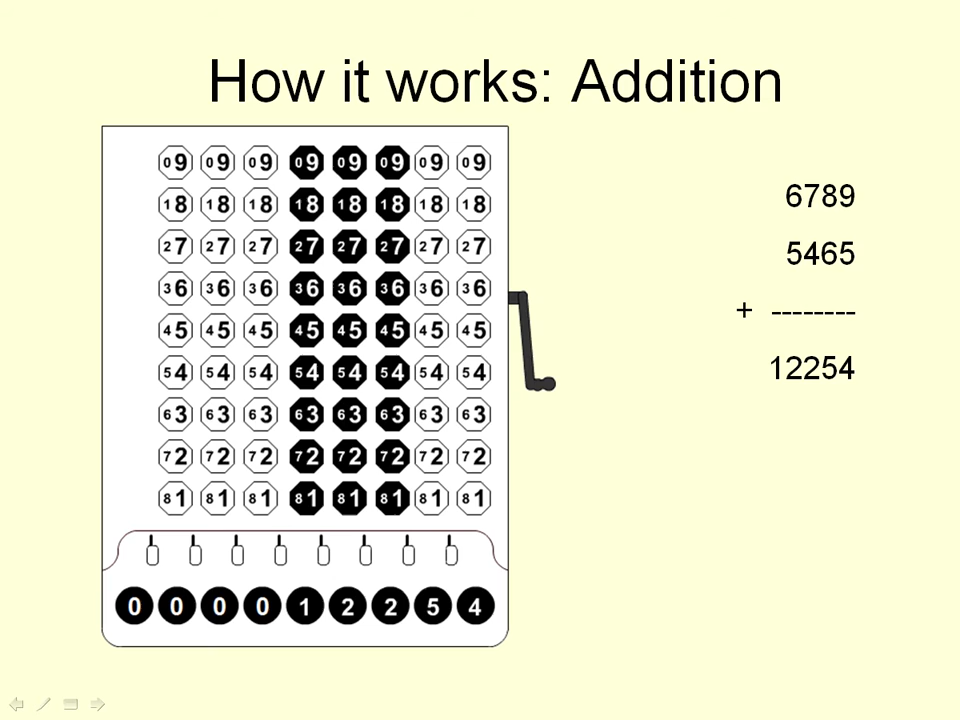 How it works: Addition
09 09 09 09 09 09 09 09
18 18 18 18 18 18 18 18
27 27 27 27 27 27 27 27
36 36 36 36 36 36 36 36
45 45 45 45 45 45 45 45
54 54 54 54 54 54 54 54
63 63 63 63 63 63 63 63
72 72 72 72 72 72 72 72
81 81 81 81 81 81 81 81
0 0 0 0 1 2 2 5 4
6789
5465
+ --------
12254